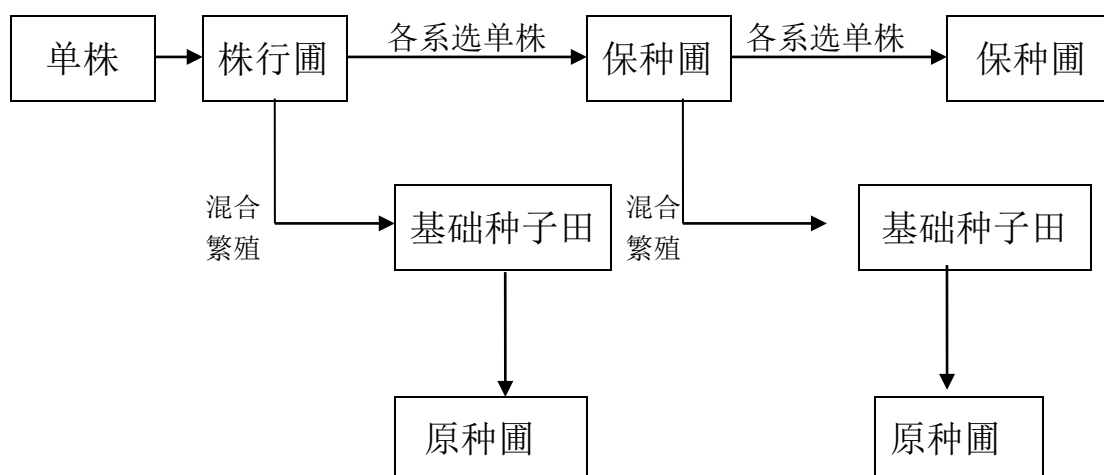 单株
株行圃
各系选单株
保种圃
各系选单株
保种圃
混合
繁殖
基础种子田
混合
繁殖
基础种子田
原种圃
原种圃